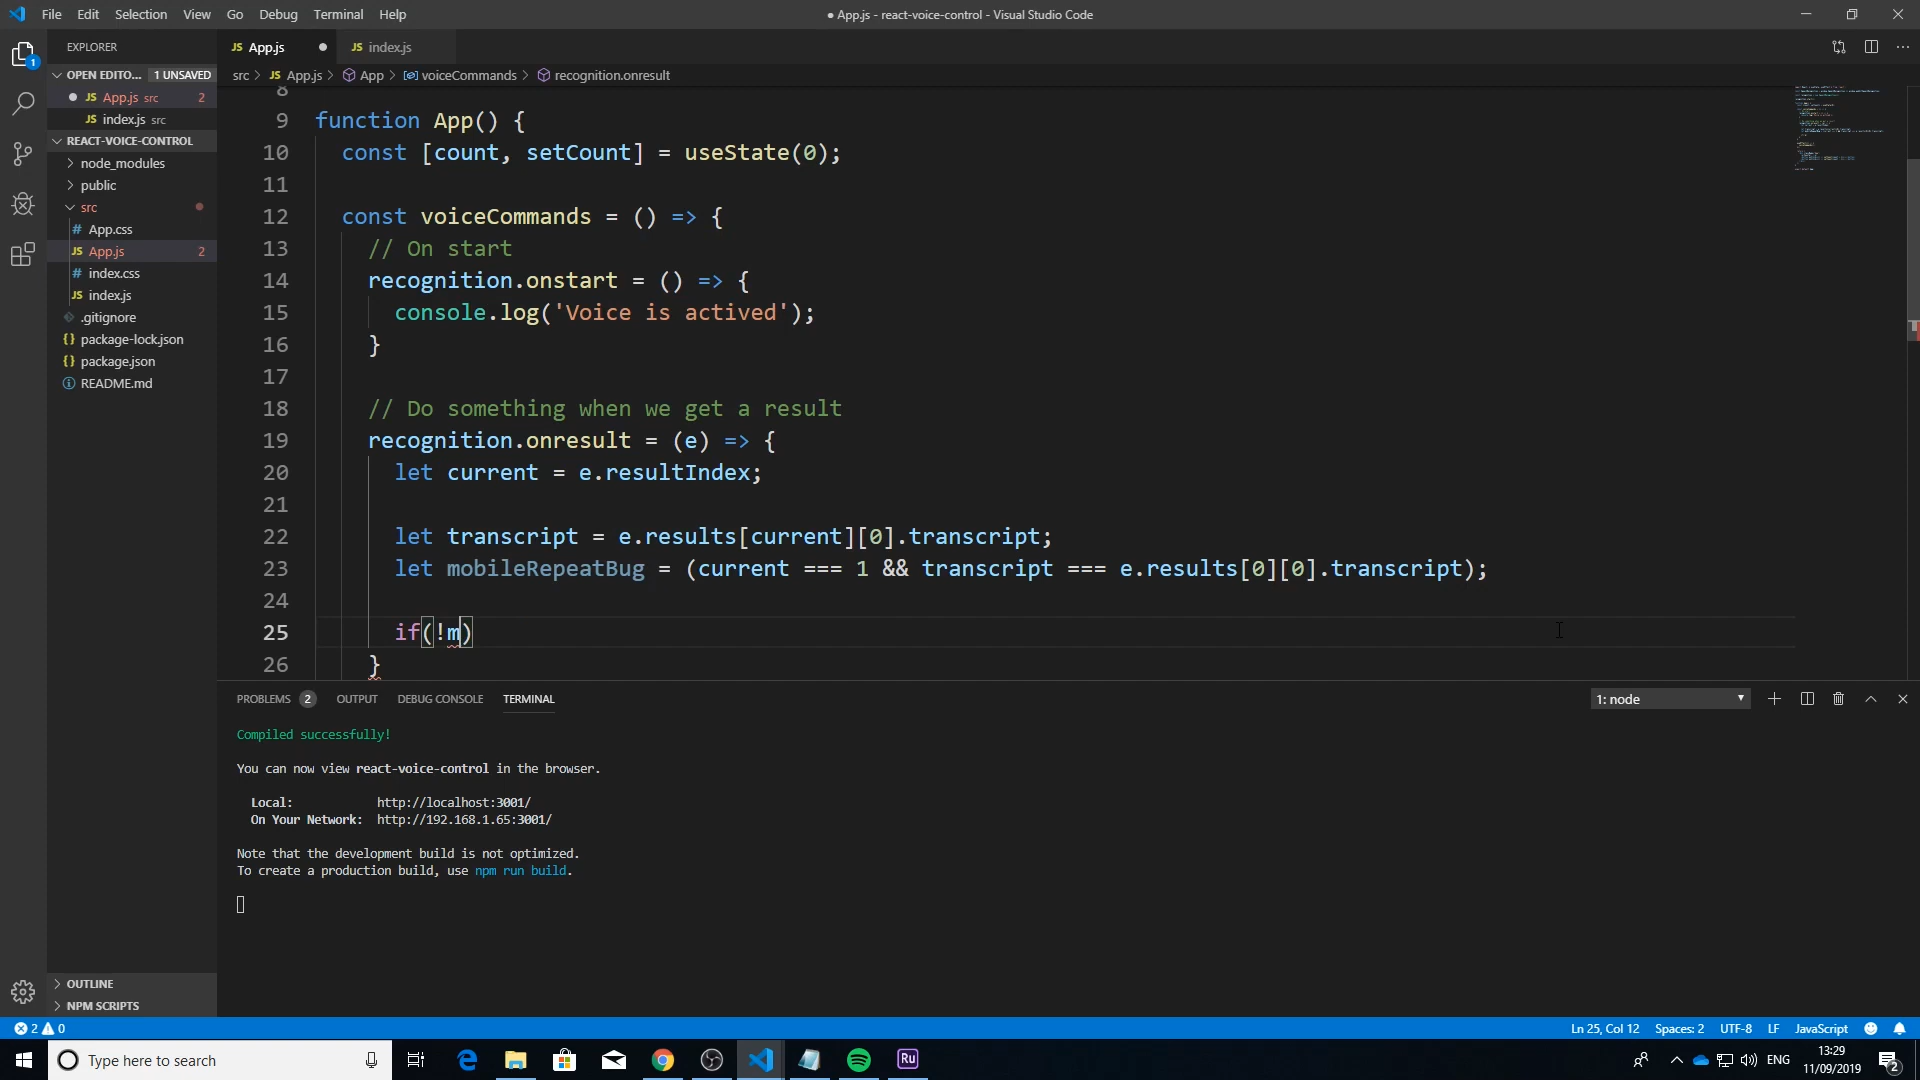 File Edit Selection View Go Debug Terminal Help
● App.js - react-voice-control - Visual Studio Code
EXPLORER
OPEN EDITO... 1 UNSAVED
JS App.js src 2
JS index.js src
REACT-VOICE-CONTROL
node_modules
public
src
# App.css
JS App.js 2
# index.css
JS index.js
.gitignore
{} package-lock.json
{} package.json
README.md
OUTLINE
NPM SCRIPTS
JS App.js
JS index.js
src > JS App.js > App > voiceCommands > recognition.onresult
8
9 function App() {
10 const [count, setCount] = useState(0);
11
12 const voiceCommands = () => {
13 // On start
14 recognition.onstart = () => {
15 console.log('Voice is actived');
16 }
17
18 // Do something when we get a result
19 recognition.onresult = (e) => {
20 let current = e.resultIndex;
21
22 let transcript = e.results[current][0].transcript;
23 let mobileRepeatBug = (current === 1 && transcript === e.results[0][0].transcript);
24
25 if(!m)
26 }
PROBLEMS 2 OUTPUT DEBUG CONSOLE TERMINAL
1: node
Compiled successfully!
You can now view react-voice-control in the browser.
Local: http://localhost:3001/
On Your Network: http://192.168.1.65:3001/
Note that the development build is not optimized.
To create a production build, use npm run build.
2 0
Ln 25, Col 12 Spaces: 2 UTF-8 LF JavaScript
Type here to search
Ru
ENG
13:29
11/09/2019
2
1